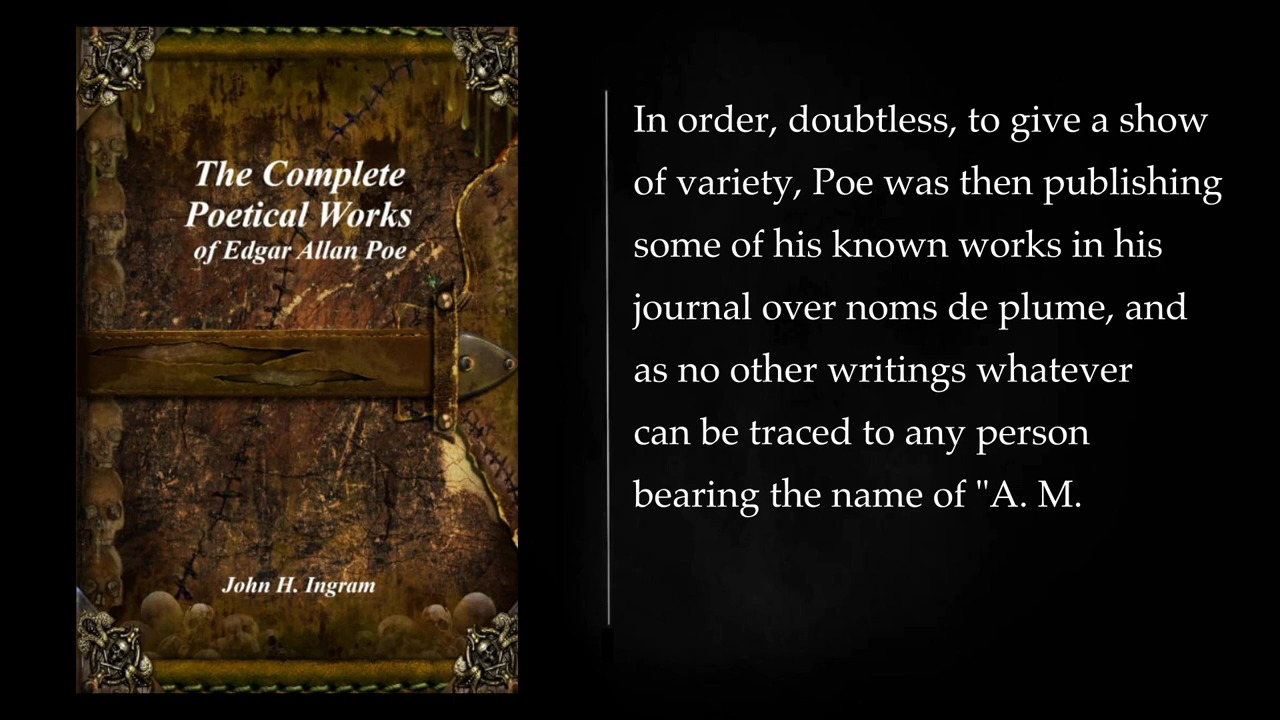 The Complete
Poetical Works
of Edgar Allan Poe
John H. Ingram
In order, doubtless, to give a show
of variety, Poe was then publishing
some of his known works in his
journal over noms de plume, and
as no other writings whatever
can be traced to any person
bearing the name of "A. M.